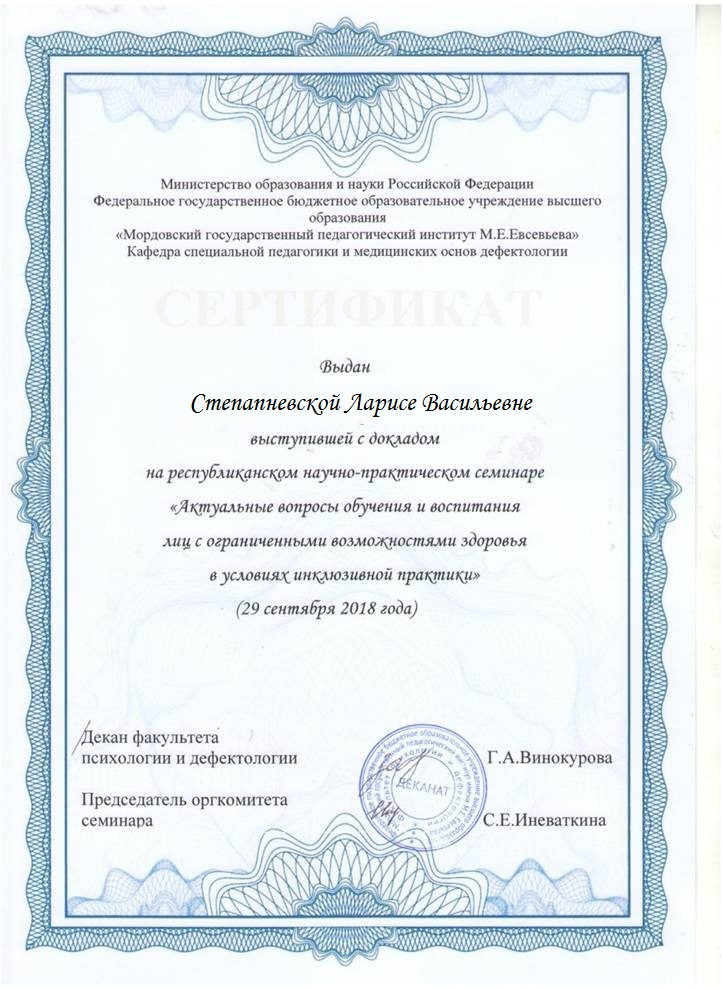 Министерство образования и науки Российской Федерации
Федеральное государственное бюджетное образовательное учреждение высшего
образования
«Мордовский государственный педагогический институт М.Е.Евсевьева»
Кафедра специальной педагогики и медицинских основ дефектологии
СЕРТИФИКАТ
Выдан
Степапневской Ларисе Васильевне
выступившей с докладом
на республиканском научно-практическом семинаре
«Актуальные вопросы обучения и воспитания
лиц с ограниченными возможностями здоровья
в условиях инклюзивной практики»
(29 сентября 2018 года)
Декан факультета
психологии и дефектологии
Г.А.Винокурова
Председатель оргкомитета
семинара
С.Е.Иневаткина
ДЕКАНАТ